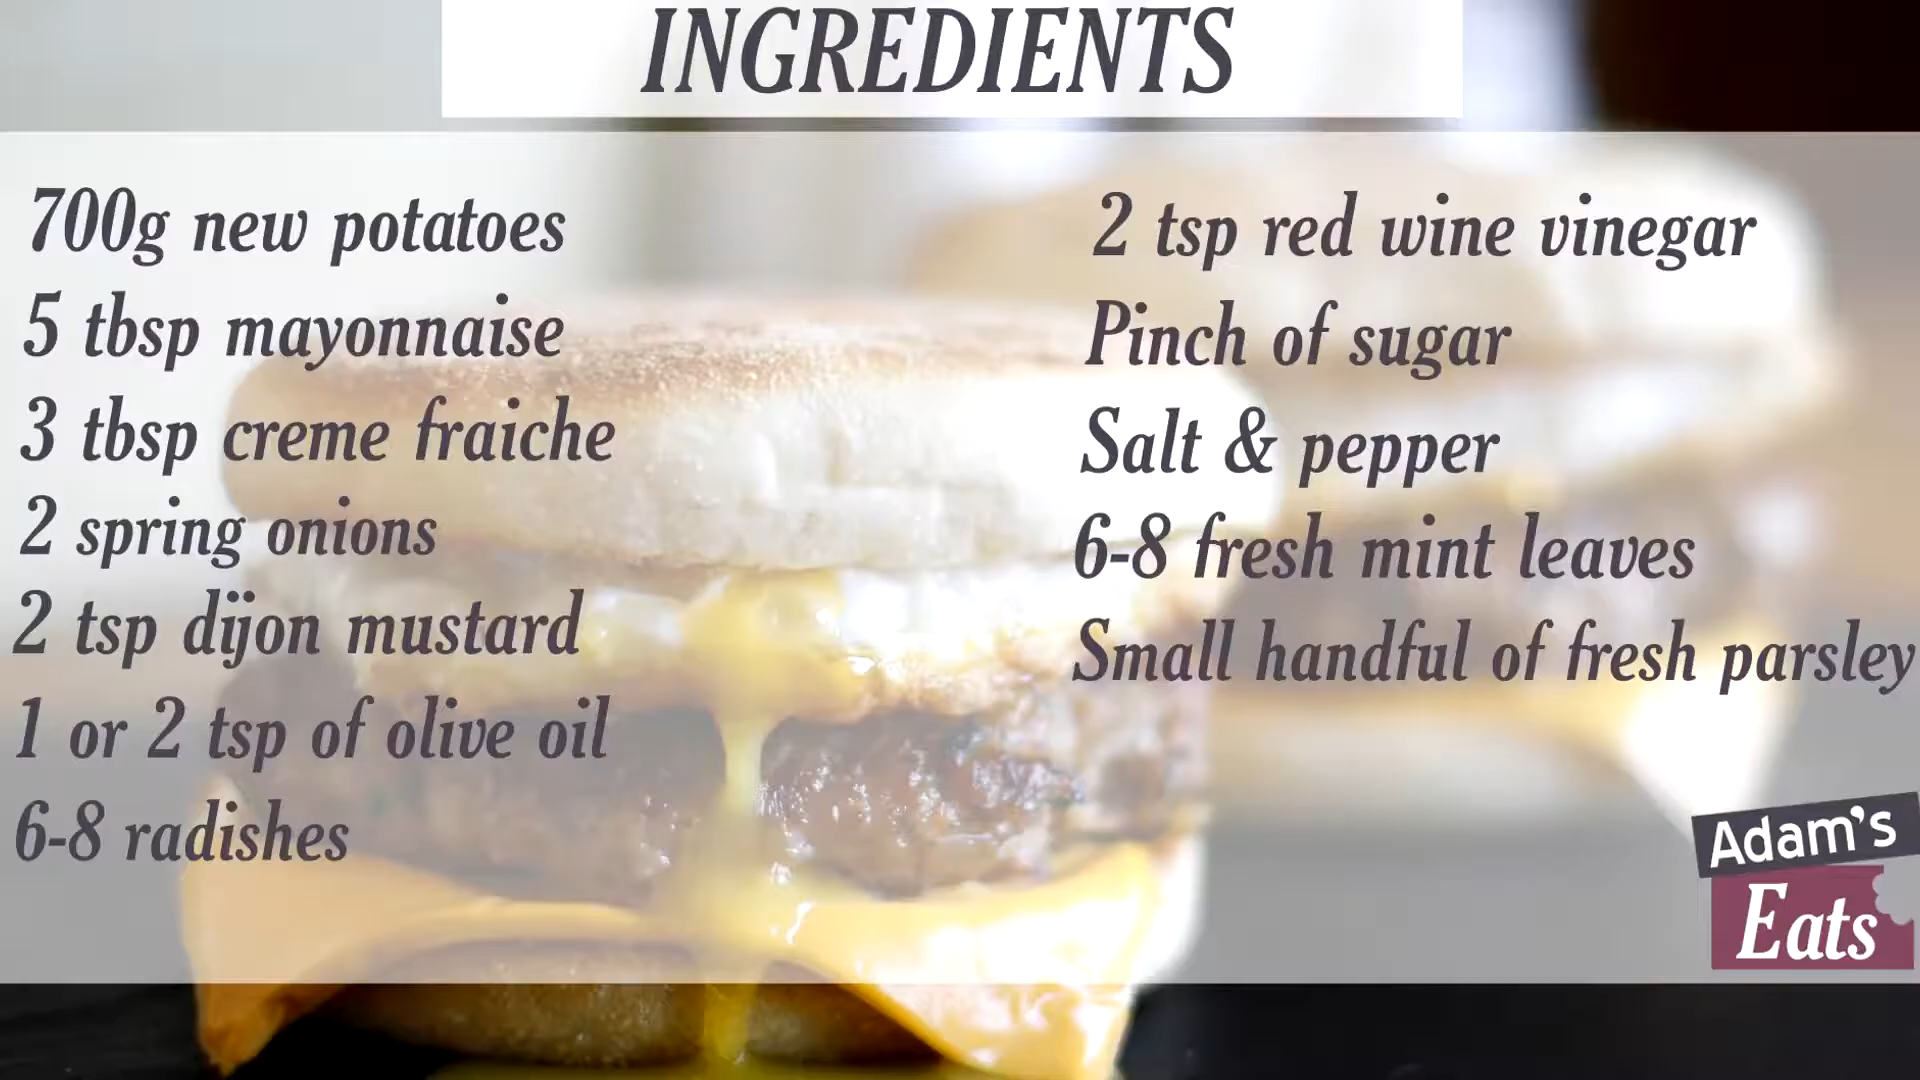 INGREDIENTS
700g new potatoes
5 tbsp mayonnaise
3 tbsp creme fraiche
2 spring onions
2 tsp dijon mustard
1 or 2 tsp of olive oil
6-8 radishes
2 tsp red wine vinegar
Pinch of sugar
Salt & pepper
6-8 fresh mint leaves
Small handful of fresh parsley
Adam's
Eats